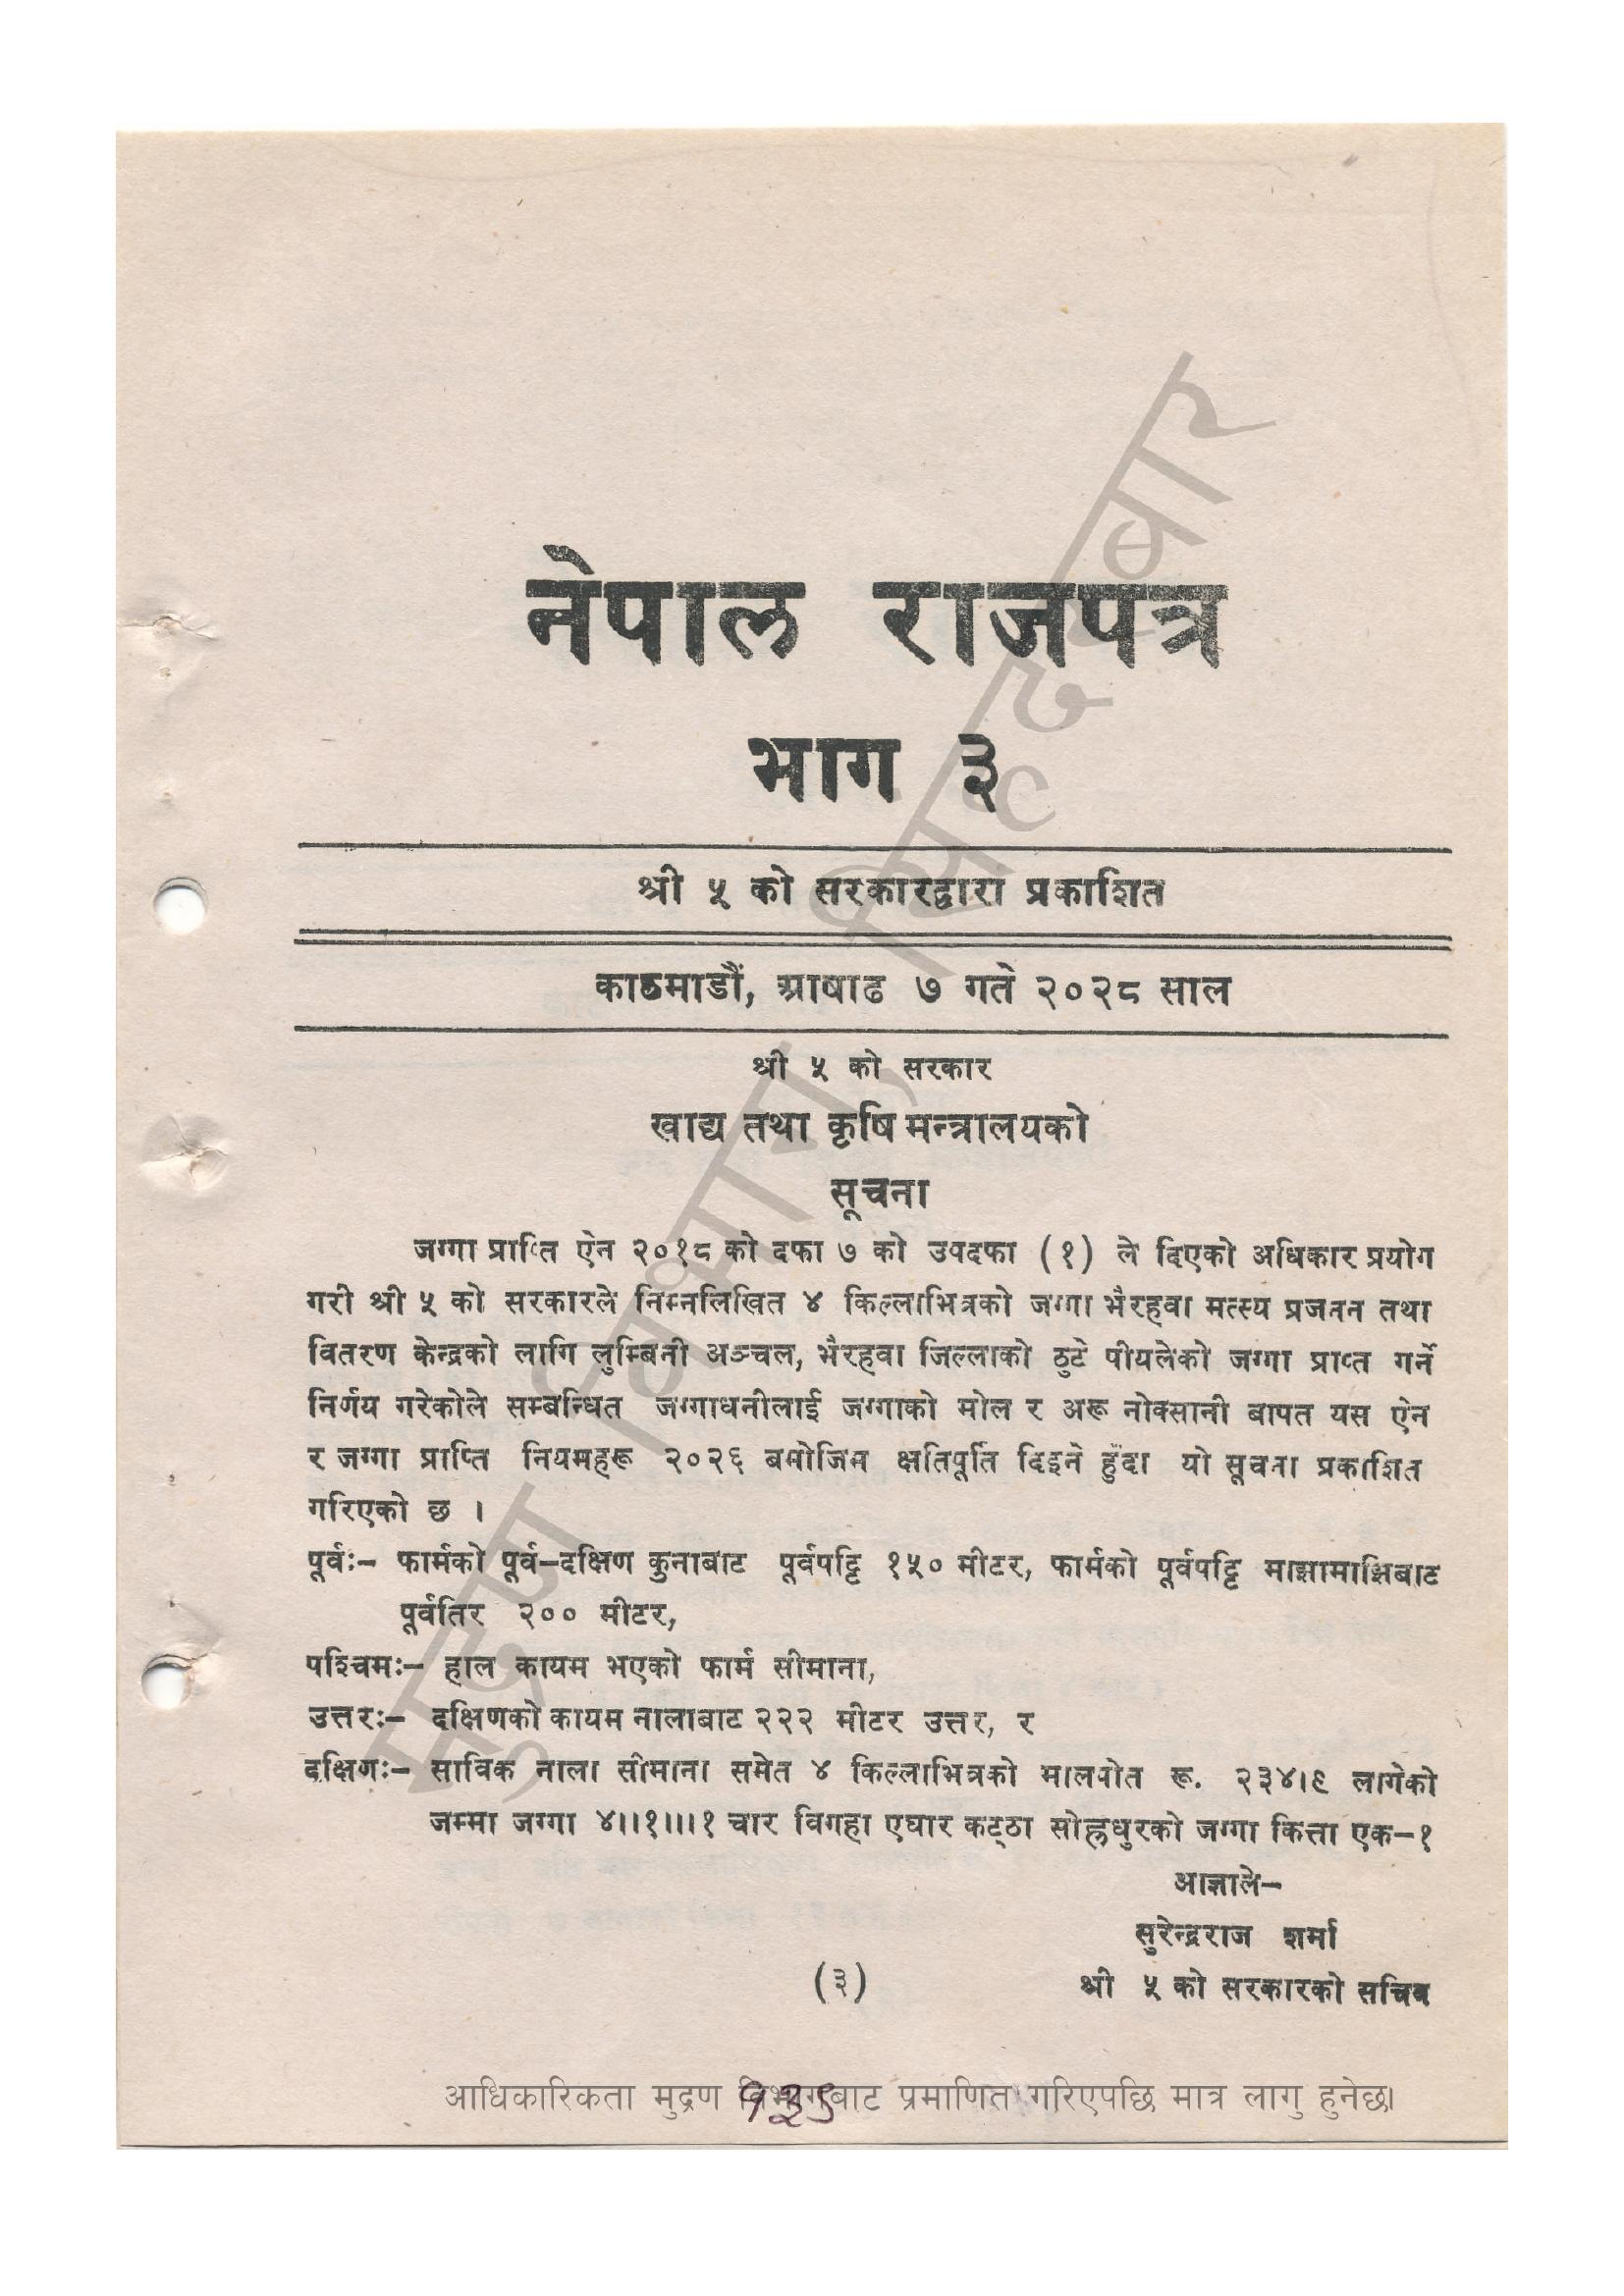 नेपाल राजपत्र
भाग ३
श्री ५ को सरकारद्वारा प्रकाशित
काठमाडौं, आषाढ ७ गते २०२८ साल
श्री ५ को सरकार
खाद्य तथा कृषि मन्त्रालयको
सूचना
जग्गा प्राप्ति ऐन २०१८ को दफा ७ को उपदफा (१) ले दिएको अधिकार प्रयोग
गरी श्री ५ को सरकारले निम्नलिखित ४ किल्लाभित्रको जग्गा भैरहवा मत्स्य प्रजनन तथा
वितरण केन्द्रको लागि लुम्बिनी अञ्चल, भैरहवा जिल्लाको ठुटे पीयलेको जग्गा प्राप्त गर्ने
निर्णय गरेकोले सम्बन्धित जग्गाधनीलाई जग्गाको मोल र अरू नोक्सानी बापत यस ऐन
र जग्गा प्राप्ति नियमहरू २०२६ बमोजिम क्षतिपूर्ति दिइने हुँदा यो सूचना प्रकाशित
गरिएको छ ।
पूर्वः– फार्मको पूर्व–दक्षिण कुनाबाट पूर्वपट्टि १५० मीटर, फार्मको पूर्वपट्टि माझामाझिबाट
पूर्वतिर २०० मीटर,
पश्चिमः– हाल कायम भएको फार्म सीमाना,
उत्तरः– दक्षिणको कायम नालाबाट २२२ मीटर उत्तर, र
दक्षिणः– साविक नाला सीमाना समेत ४ किल्लाभित्रको मालपोत रू. २३४।९ लागेको
जम्मा जग्गा ४।।१।।।१ चार विगहा एघार कट्ठा सोह्रधुरको जग्गा कित्ता एक–१
आज्ञाले–
सुरेन्द्रराज शर्मा
श्री ५ को सरकारको सचिव
(३)
आधिकारिकता मुद्रण विभागबाट प्रमाणित गरिएपछि मात्र लागु हुनेछ।
१३९
मुद्रण विभाग, सिंहदरबार